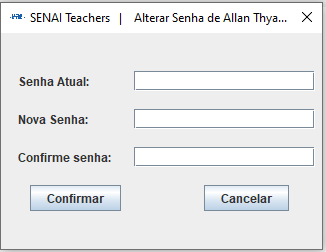 SENAI Teachers | Alterar Senha de Allan Thya...
Senha Atual:
Nova Senha:
Confirme senha:
Confirmar Cancelar